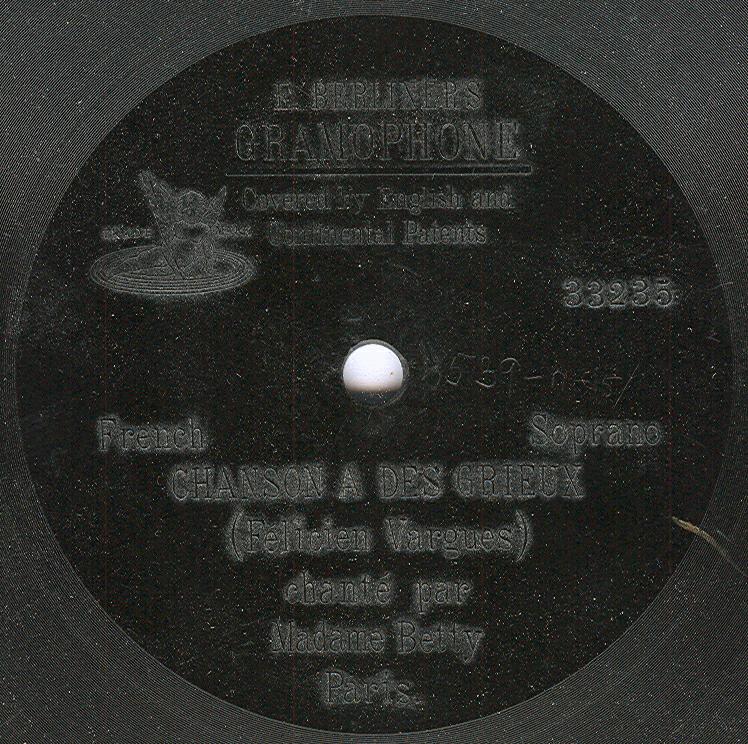 E. BERLINER'S
GRAMOPHONE
Covered by English and
Continental Patents
33235
French
Soprano
CHANSON A DES GRIEUX
(Félicien Vargues)
chanté par
Madame Betty
Paris.